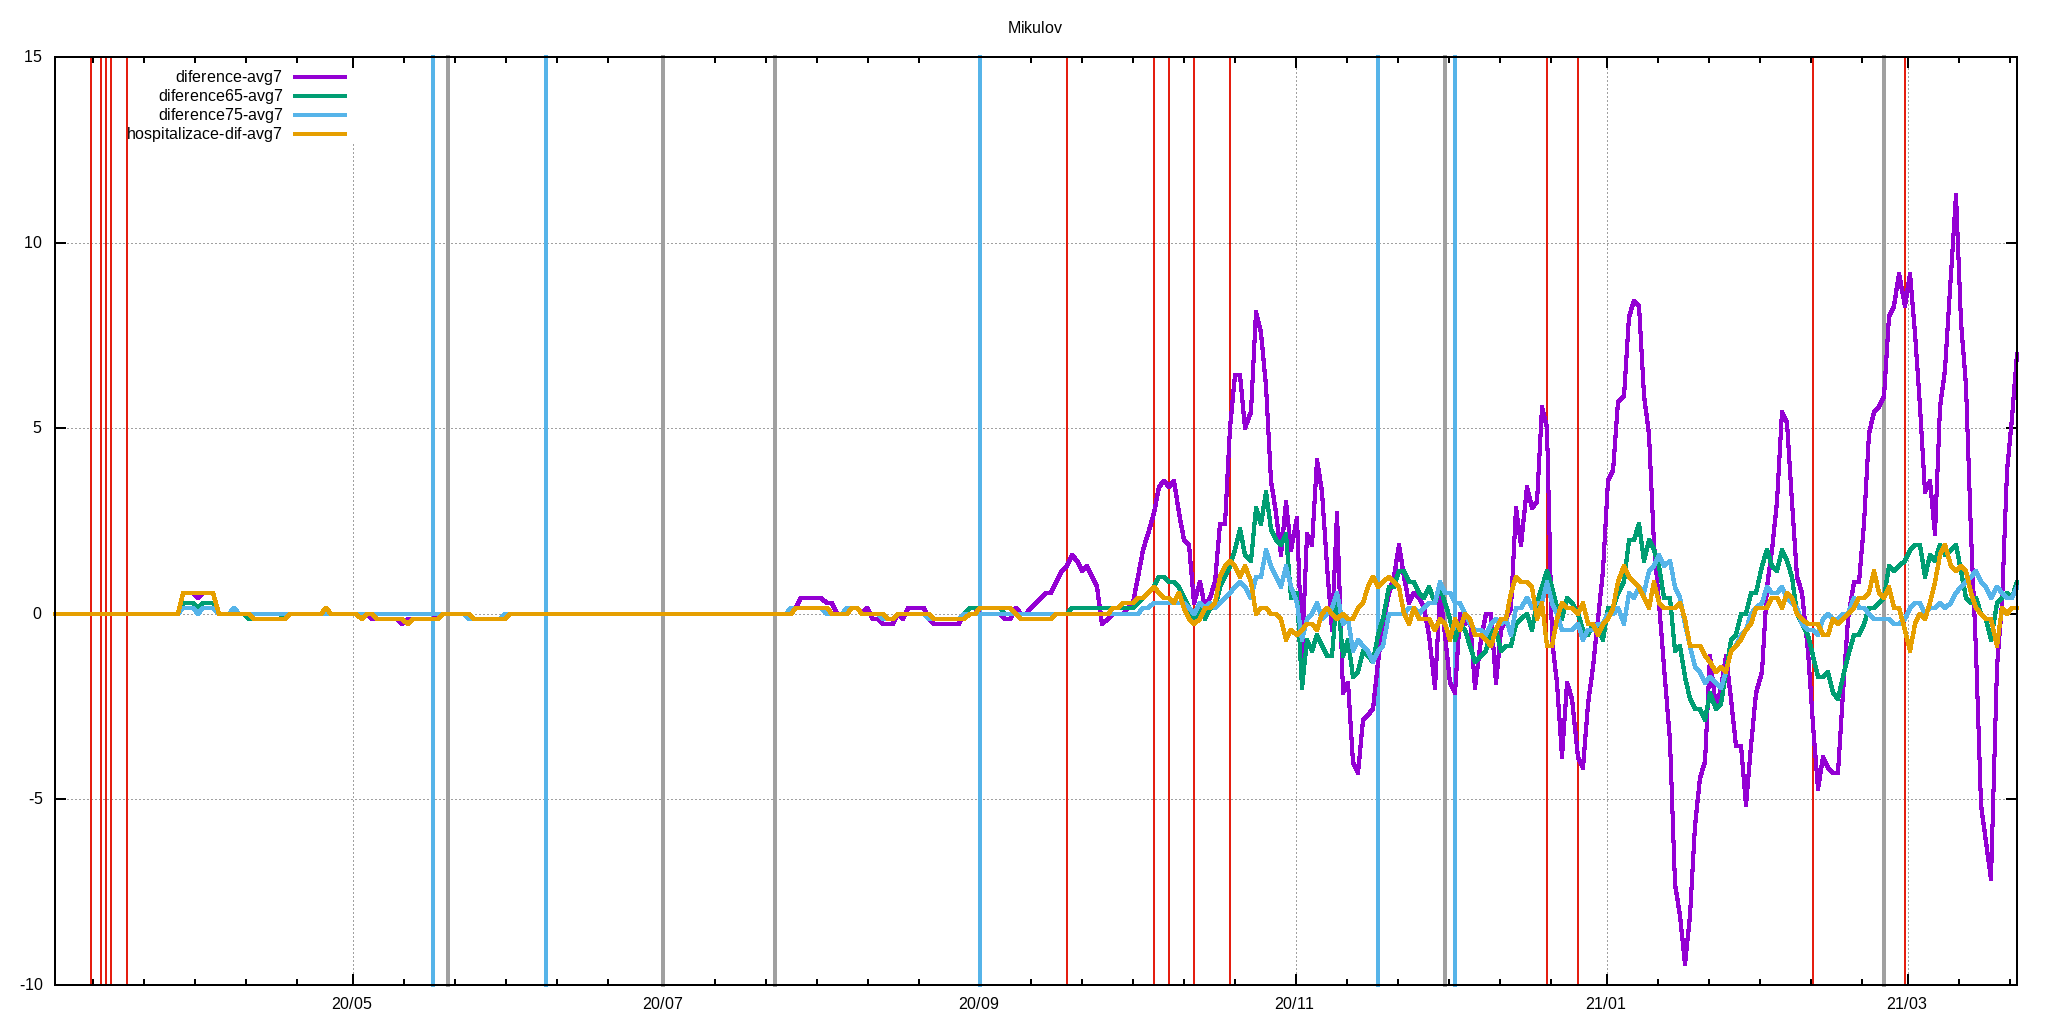 Mikulov
15
diference-avg7
diference65-avg7
diference75-avg7
hospitalizace-dif-avg7
10
5
0
-5
-10
20/05 20/07 20/09 20/11 21/01 21/03